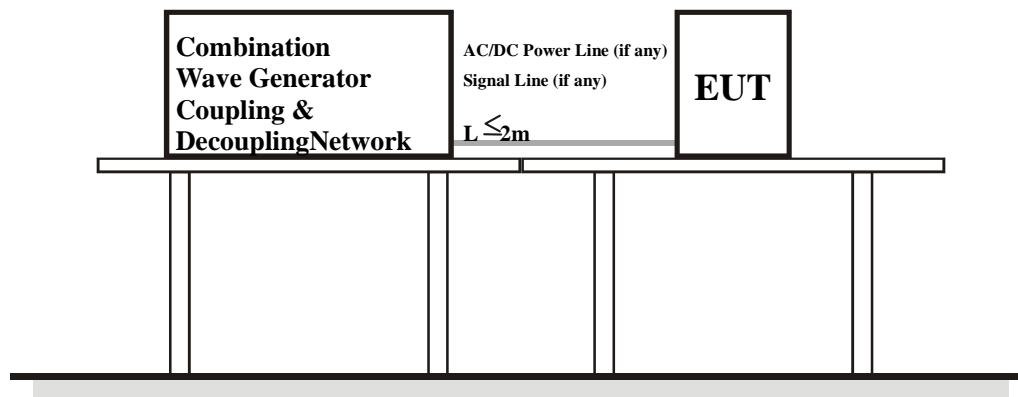 Combination
Wave Generator
Coupling &
DecouplingNetwork
AC/DC Power Line (if any)
Signal Line (if any)
L ≤2m
EUT